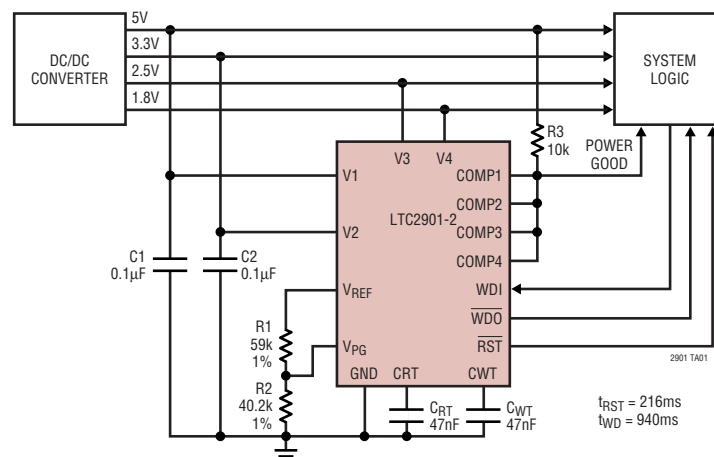 5V
DC/DC
CONVERTER
3.3V
2.5V
1.8V
SYSTEM
LOGIC
R3
10k
POWER
GOOD
V3
V4
V1
COMP1
COMP2
LTC2901-2
V2
COMP3
COMP4
C1
0.1µF
C2
0.1µF
VREF
WDI
WDO
R1
59k
1%
VPG
RST
2901 TA01
GND
CRT
CWT
R2
40.2k
1%
CRT
47nF
CWT
47nF
tRST = 216ms
tWD = 940ms